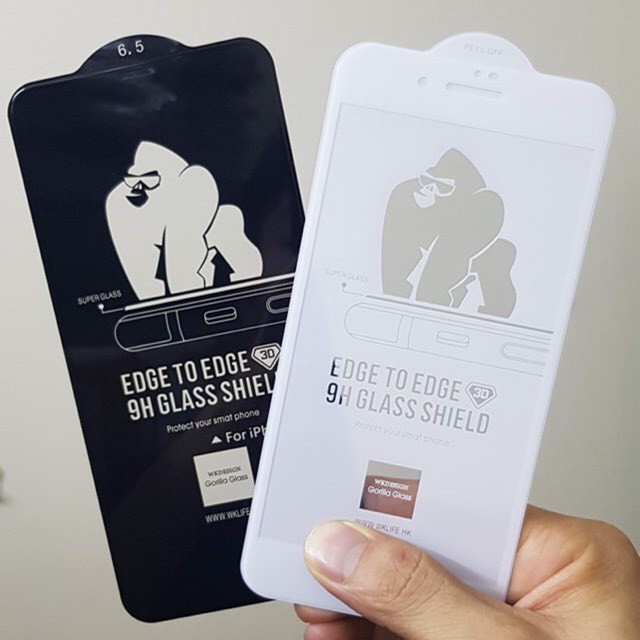 6.5
SUPER GLASS
EDGE TO EDGE 3D
9H GLASS SHIELD
Protect your smat phone
For iPh
WKDESIGN
Gorilla Glass
WWW.WKLIFE.
PEEL OFF
SUPER GLASS
EDGE TO EDGE 3D
9H GLASS SHIELD
Protect your smat phone
WKDESIGN
Gorilla Glass
WWW.WKLIFE.HK